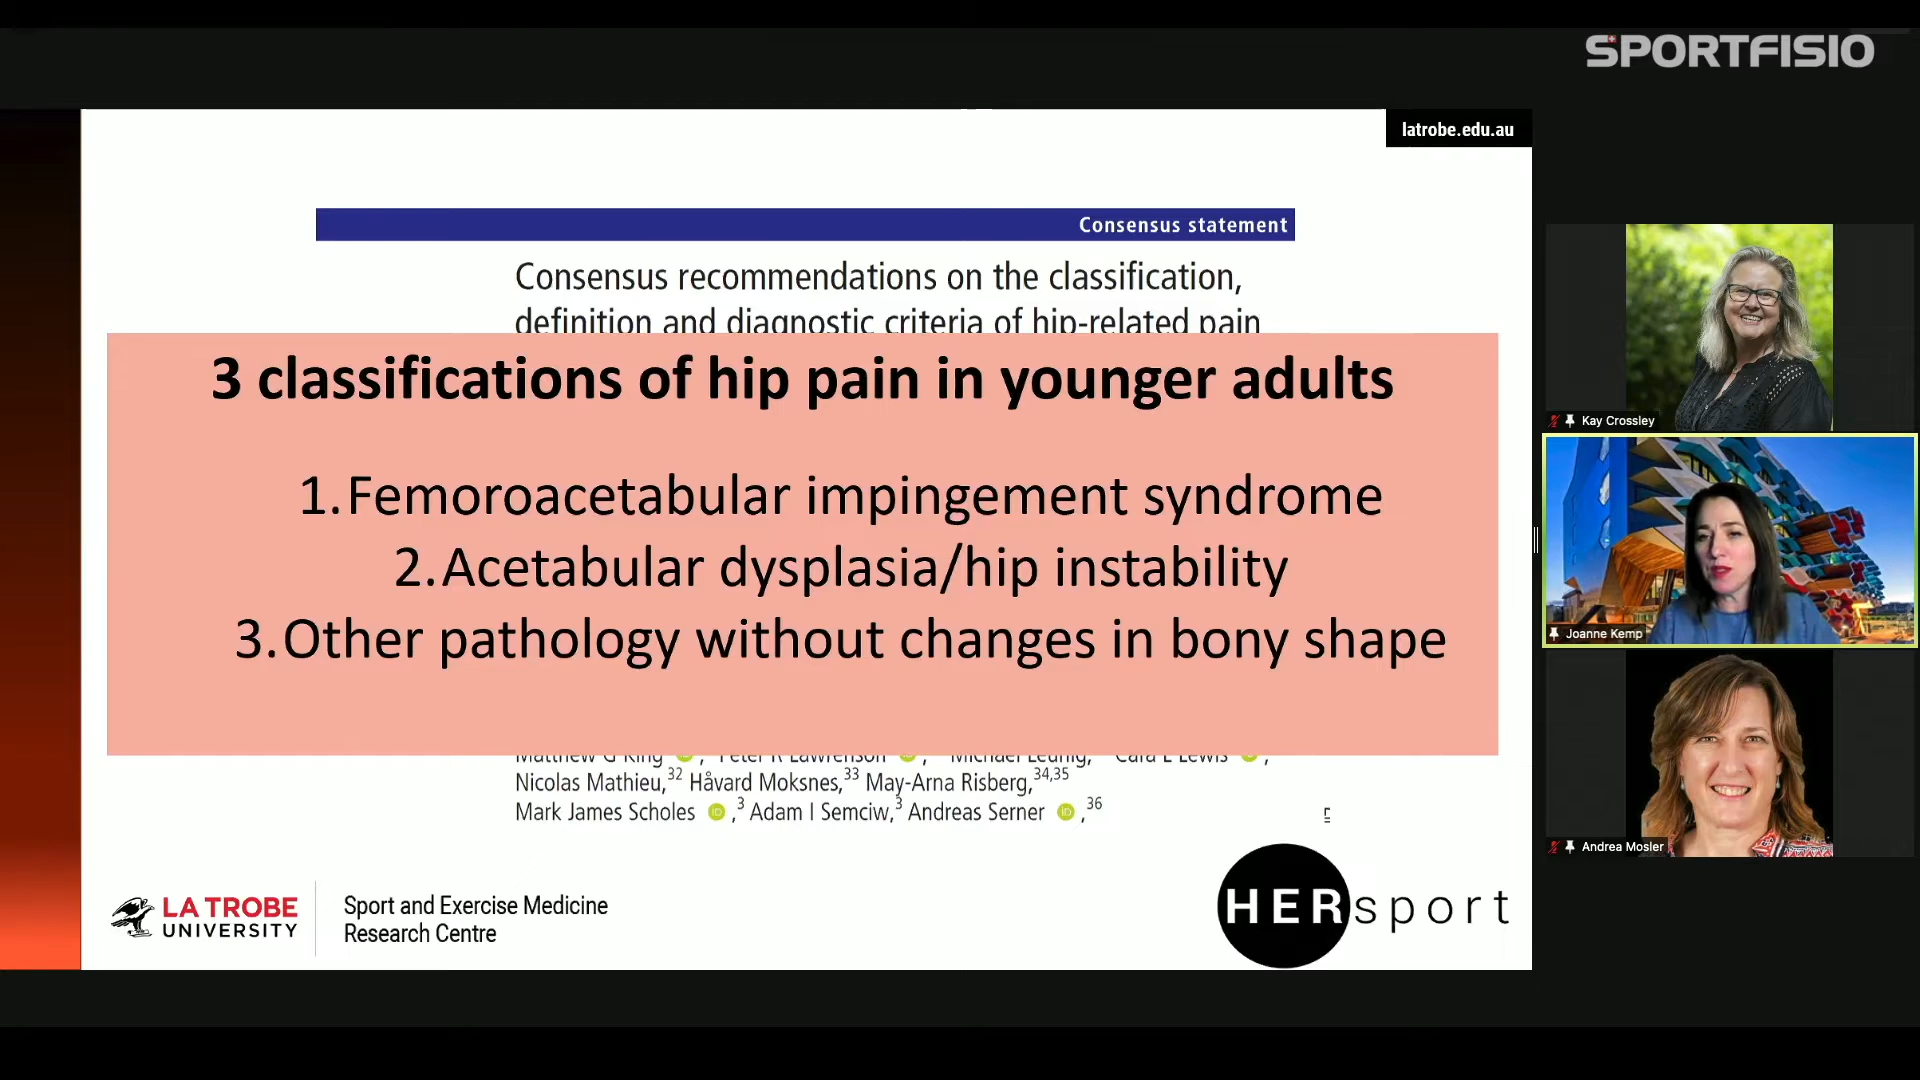 SPORTFISIO
latrobe.edu.au
Consensus statement
Consensus recommendations on the classification,
definition and diagnostic criteria of hip-related pain
3 classifications of hip pain in younger adults
1. Femoroacetabular impingement syndrome
2. Acetabular dysplasia/hip instability
3. Other pathology without changes in bony shape
Matthew G King, Peter R Lawrenson, Michael Leunig, Cara L Lewis,
Nicolas Mathieu,32 Håvard Moksnes,33 May-Arna Risberg,34,35
Mark James Scholes iD ,3 Adam I Semciw,3 Andreas Serner iD ,36
LA TROBE
UNIVERSITY
Sport and Exercise Medicine
Research Centre
HERsport
Kay Crossley
Joanne Kemp
Andrea Mosler